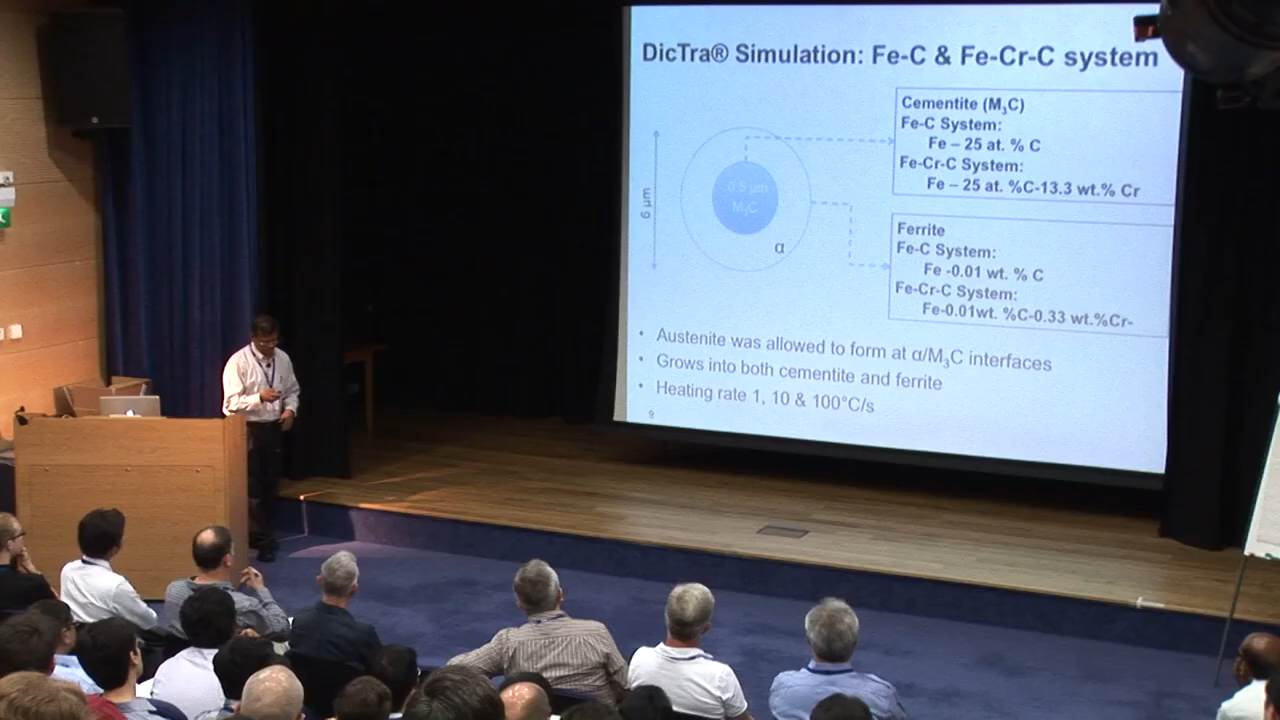 DicTra® Simulation: Fe-C & Fe-Cr-C system
Cementite (M₃C)
Fe-C System:
Fe – 25 at. % C
Fe-Cr-C System:
Fe – 25 at. %C-13.3 wt.% Cr
6 µm
0.5 µm
M₃C
α
Ferrite
Fe-C System:
Fe -0.01 wt. % C
Fe-Cr-C System:
Fe-0.01wt. %C-0.33 wt.%Cr-
• Austenite was allowed to form at α/M₃C interfaces
• Grows into both cementite and ferrite
• Heating rate 1, 10 & 100°C/s
9